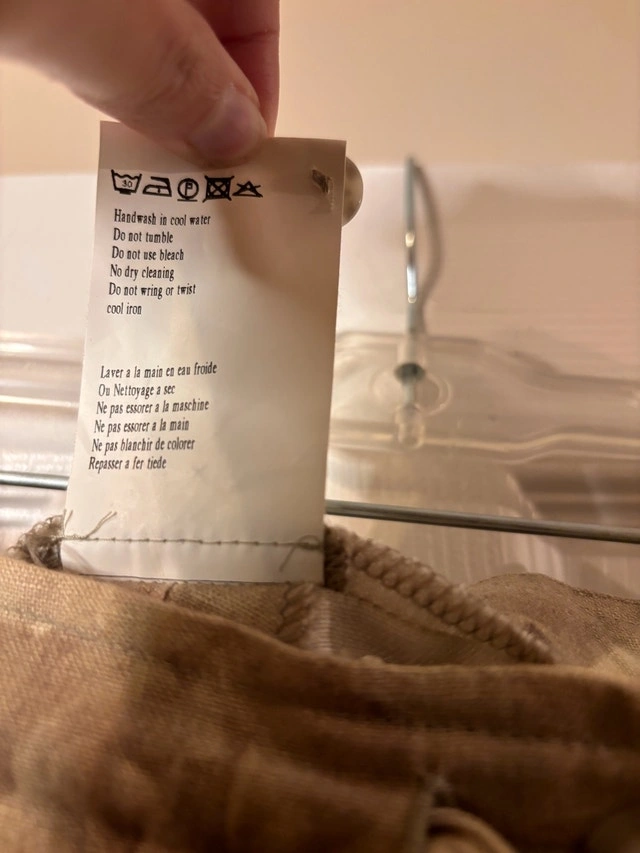 30 P
Handwash in cool water
Do not tumble
Do not use bleach
No dry cleaning
Do not wring or twist
cool iron
Laver a la main en eau froide
Ou Nettoyage a sec
Ne pas essorer a la maschine
Ne pas essorer a la main
Ne pas blanchir de colorer
Repasser a fer tiede